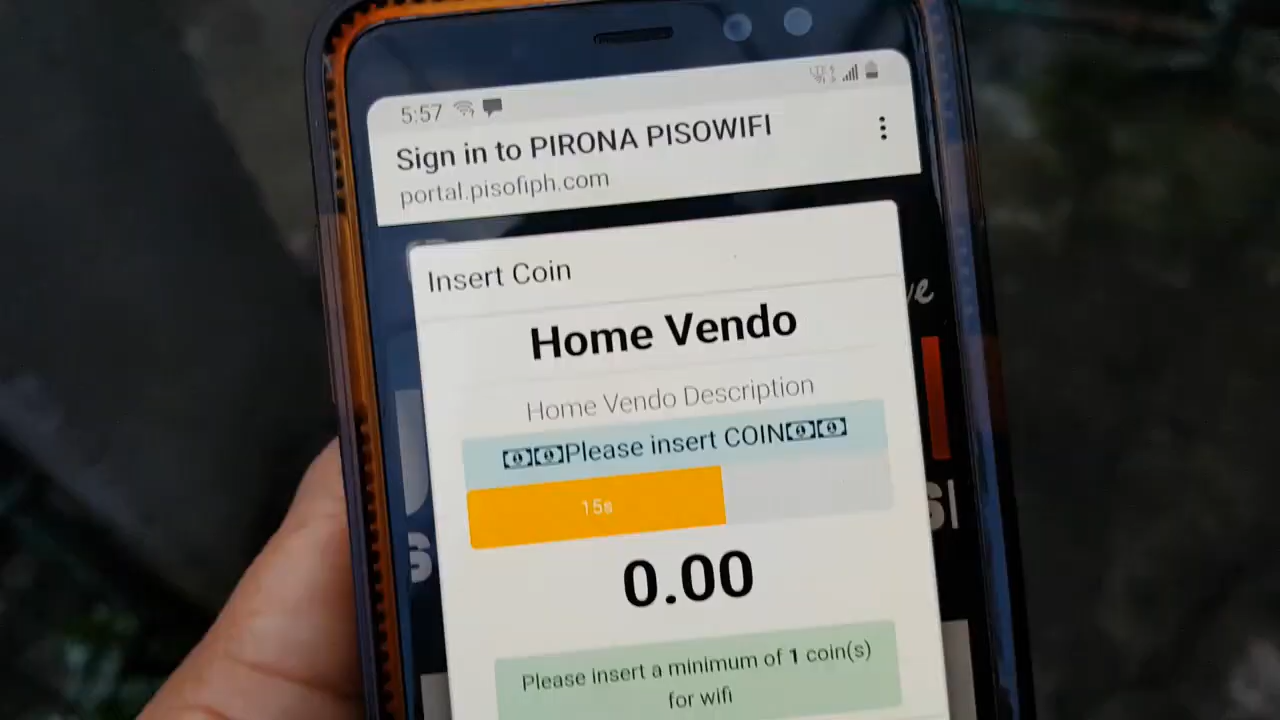 5:57
Sign in to PIRONA PISOWIFI
portal.pisofiph.com
Insert Coin
Home Vendo
Home Vendo Description
Please insert COIN
15s
0.00
Please insert a minimum of 1 coin(s)
for wifi